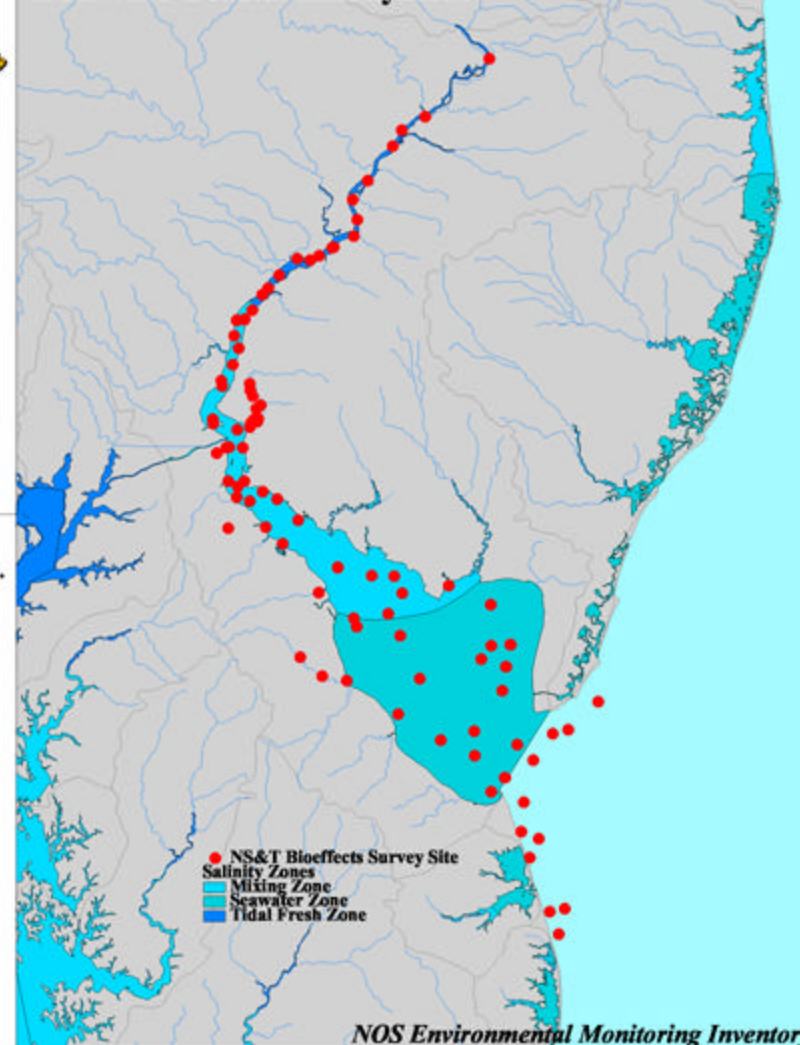 NS&T Bioeffects Survey Site
Salinity Zones
Mixing Zone
Seawater Zone
Tidal Fresh Zone
NOS Environmental Monitoring Inventor